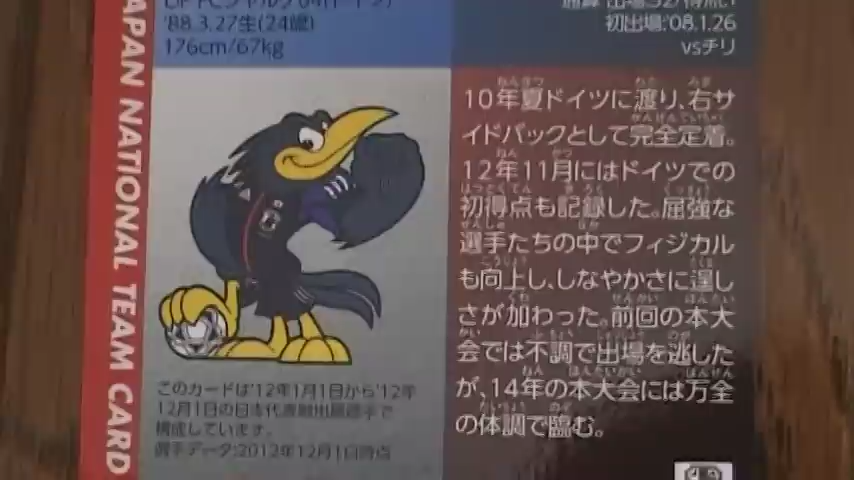 JAPAN NATIONAL TEAM CARD
'88.3.27生(24歳)
176cm/67kg
初出場:'08.1.26
vsチリ
10年夏ドイツに渡り、右サ
イドバックとして完全定着。
12年11月にはドイツでの
初得点も記録した。屈強な
選手たちの中でフィジカル
も向上し、しなやかさに逞し
さが加わった。前回の本大
会では不調で出場を逃した
が、14年の本大会には万全
の体調で臨む。
このカードは'12年1月1日から'12年
12月1日の日本代表戦出場選手で
構成しています。
選手データ:2012年12月1日時点